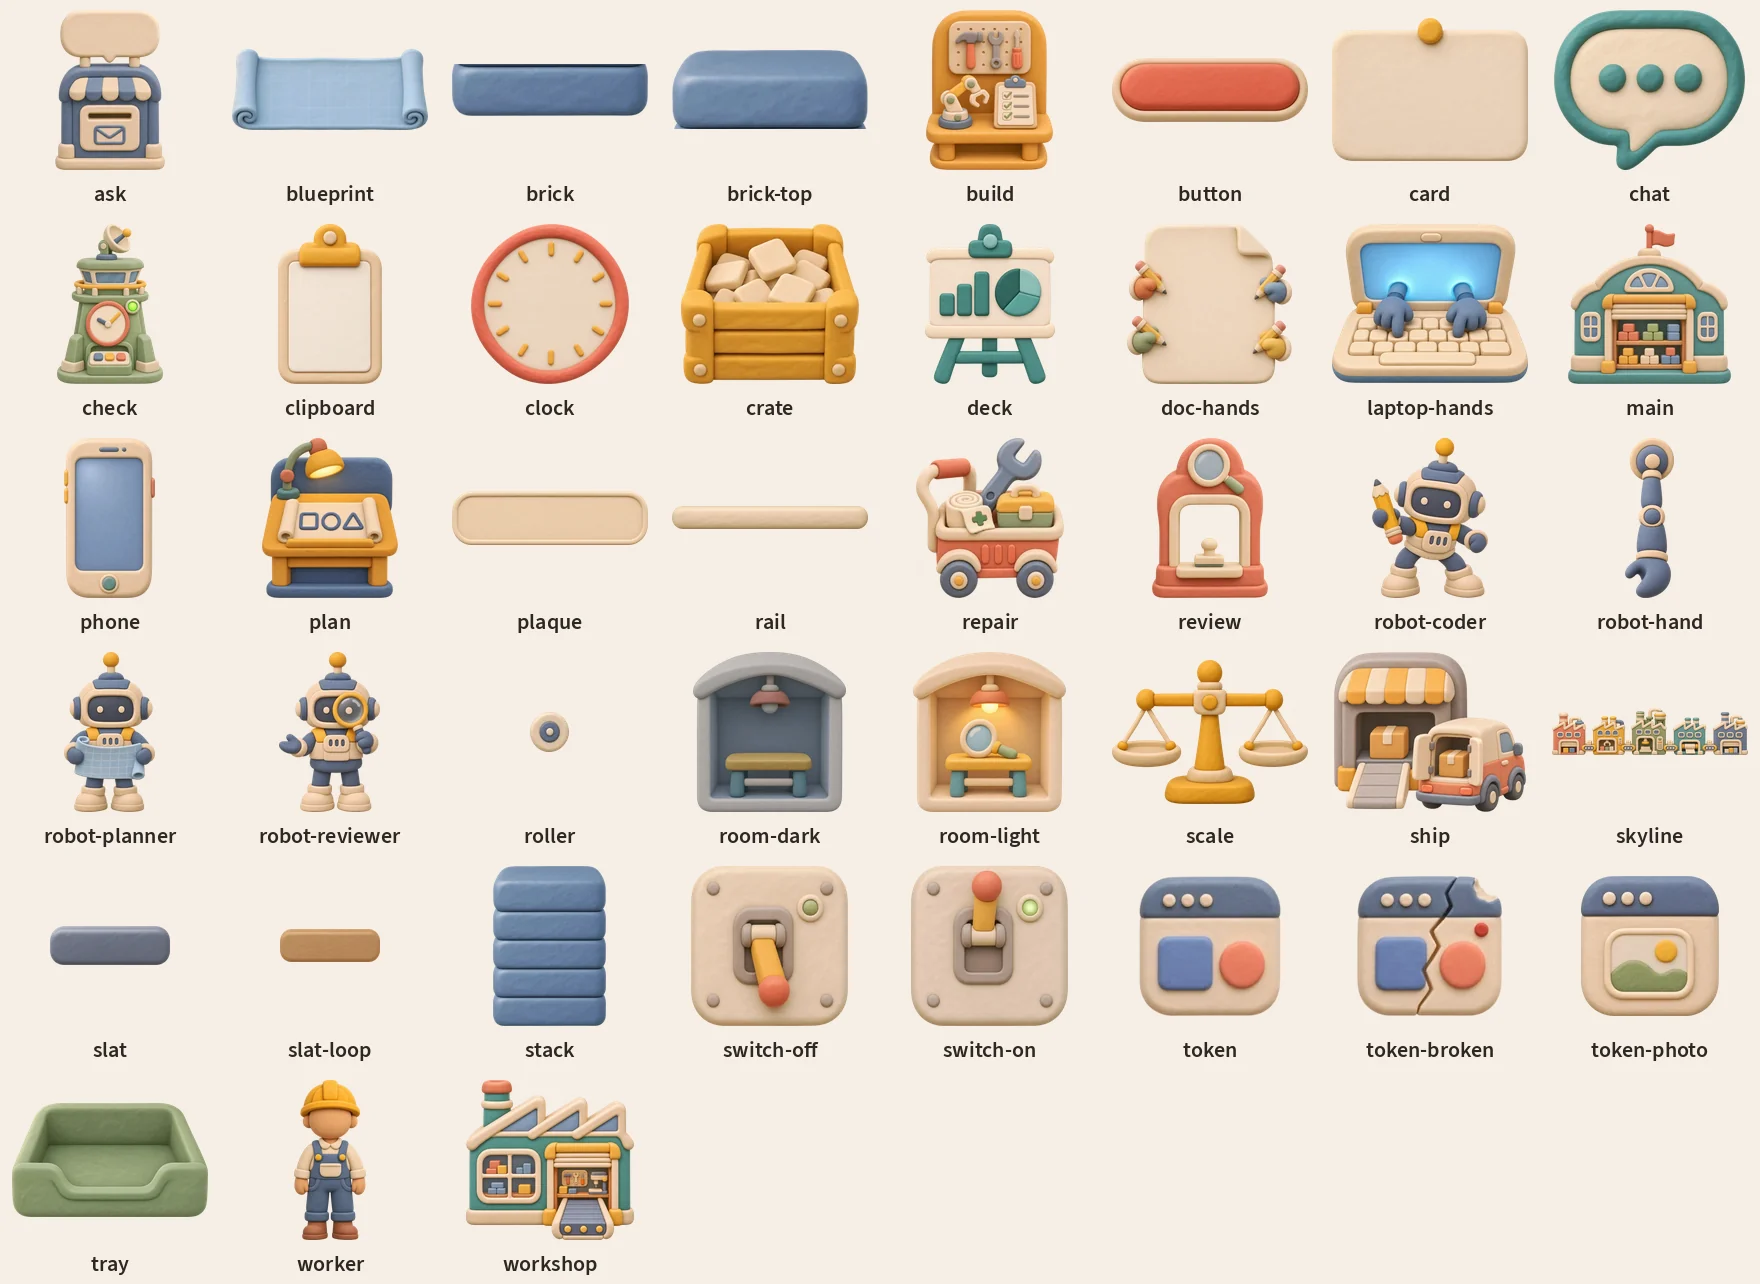 ask
blueprint
brick
brick-top
build
button
card
chat
check
clipboard
clock
crate
deck
doc-hands
laptop-hands
main
phone
plan
plaque
rail
repair
review
robot-coder
robot-hand
robot-planner
robot-reviewer
roller
room-dark
room-light
scale
ship
skyline
slat
slat-loop
stack
switch-off
switch-on
token
token-broken
token-photo
tray
worker
workshop